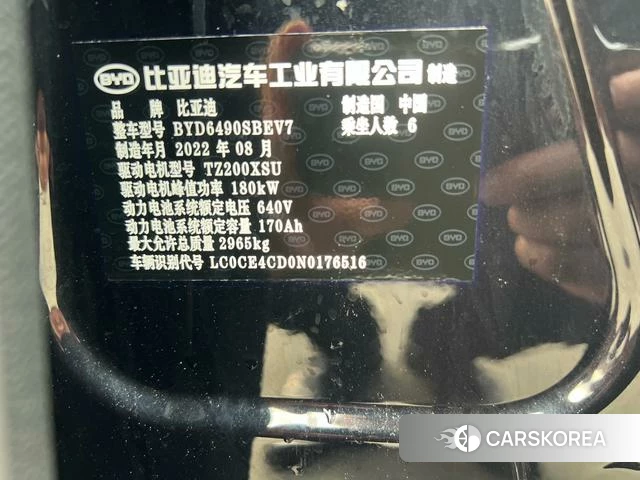 BYD 比亚迪汽车工业有限公司 制造
品 牌 比亚迪 制造国 中国
整车型号 BYD6490SBEV7 乘坐人数 6
制造年月 2022 年 08 月
驱动电机型号 TZ200XSU
驱动电机峰值功率 180kW
动力电池系统额定电压 640V
动力电池系统额定容量 170Ah
最大允许总质量 2965kg
车辆识别代号 LC0CE4CD0N0176516
CARSKOREA